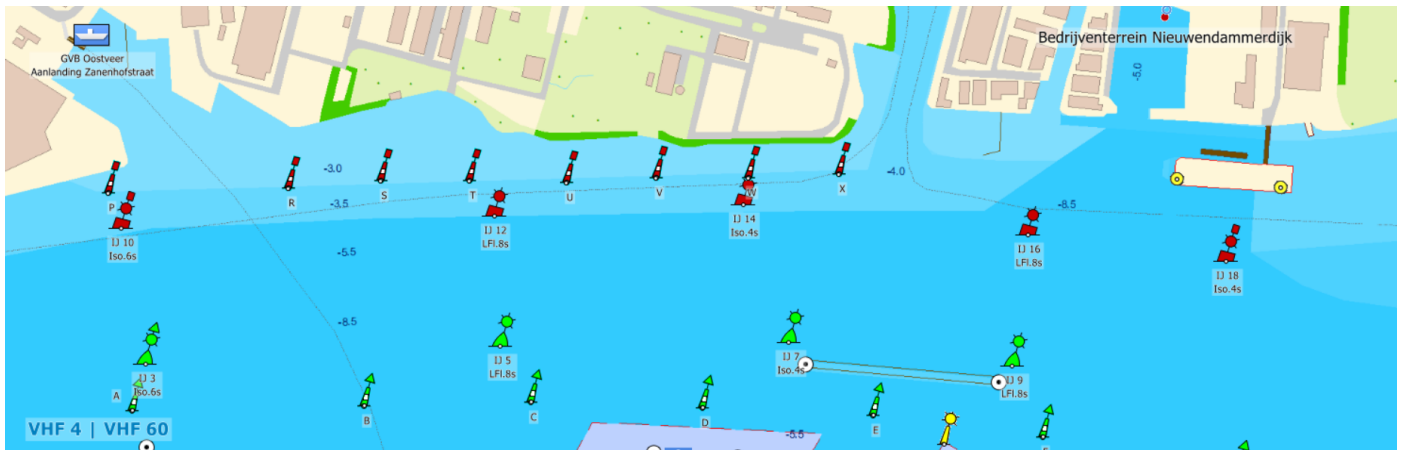 Bedrijventerrein Nieuwendammerdijk
GVB Oostveer
Aanlanding Zanenhofstraat
-5.0
-3.0
-4.0
P
R
S
T
U
V
W
X
-3.5
-8.5
IJ 10
Iso.6s
IJ 12
LFl.8s
IJ 14
Iso.4s
IJ 16
LFl.8s
IJ 18
Iso.4s
-5.5
-8.5
IJ 3
Iso.6s
IJ 5
LFl.8s
IJ 7
Iso.4s
IJ 9
LFl.8s
A
B
C
D
E
VHF 4 | VHF 60
-5.5